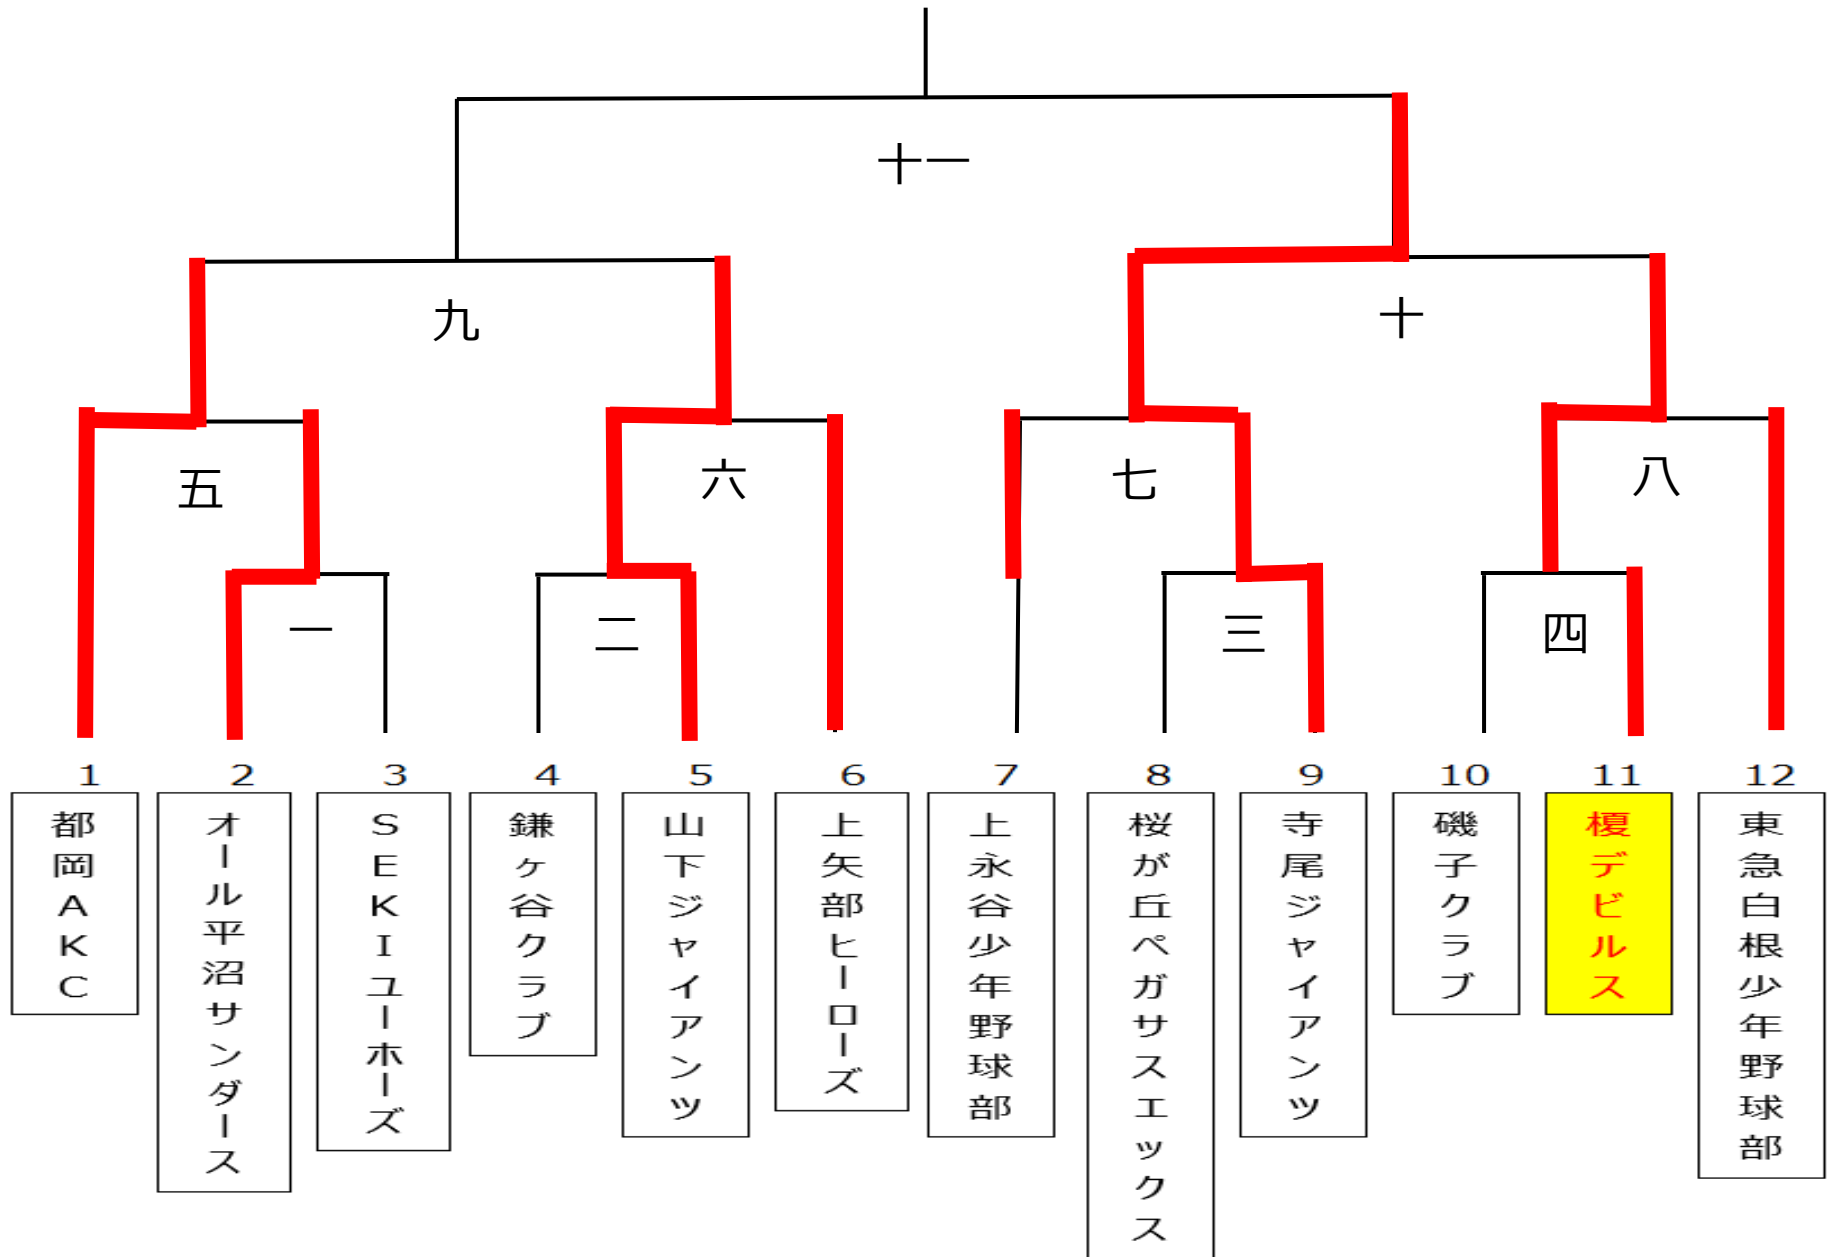 十一
九
十
五
六
七
八
一
二
三
四
1
2
3
4
5
6
7
8
9
10
11
12
都岡AKC
オール平沼サンダース
SEKIユーホーズ
鎌ヶ谷クラブ
山下ジャイアンツ
上矢部ヒーローズ
上永谷少年野球部
桜が丘ペガサスエックス
寺尾ジャイアンツ
磯子クラブ
榎デビルス
東急白根少年野球部